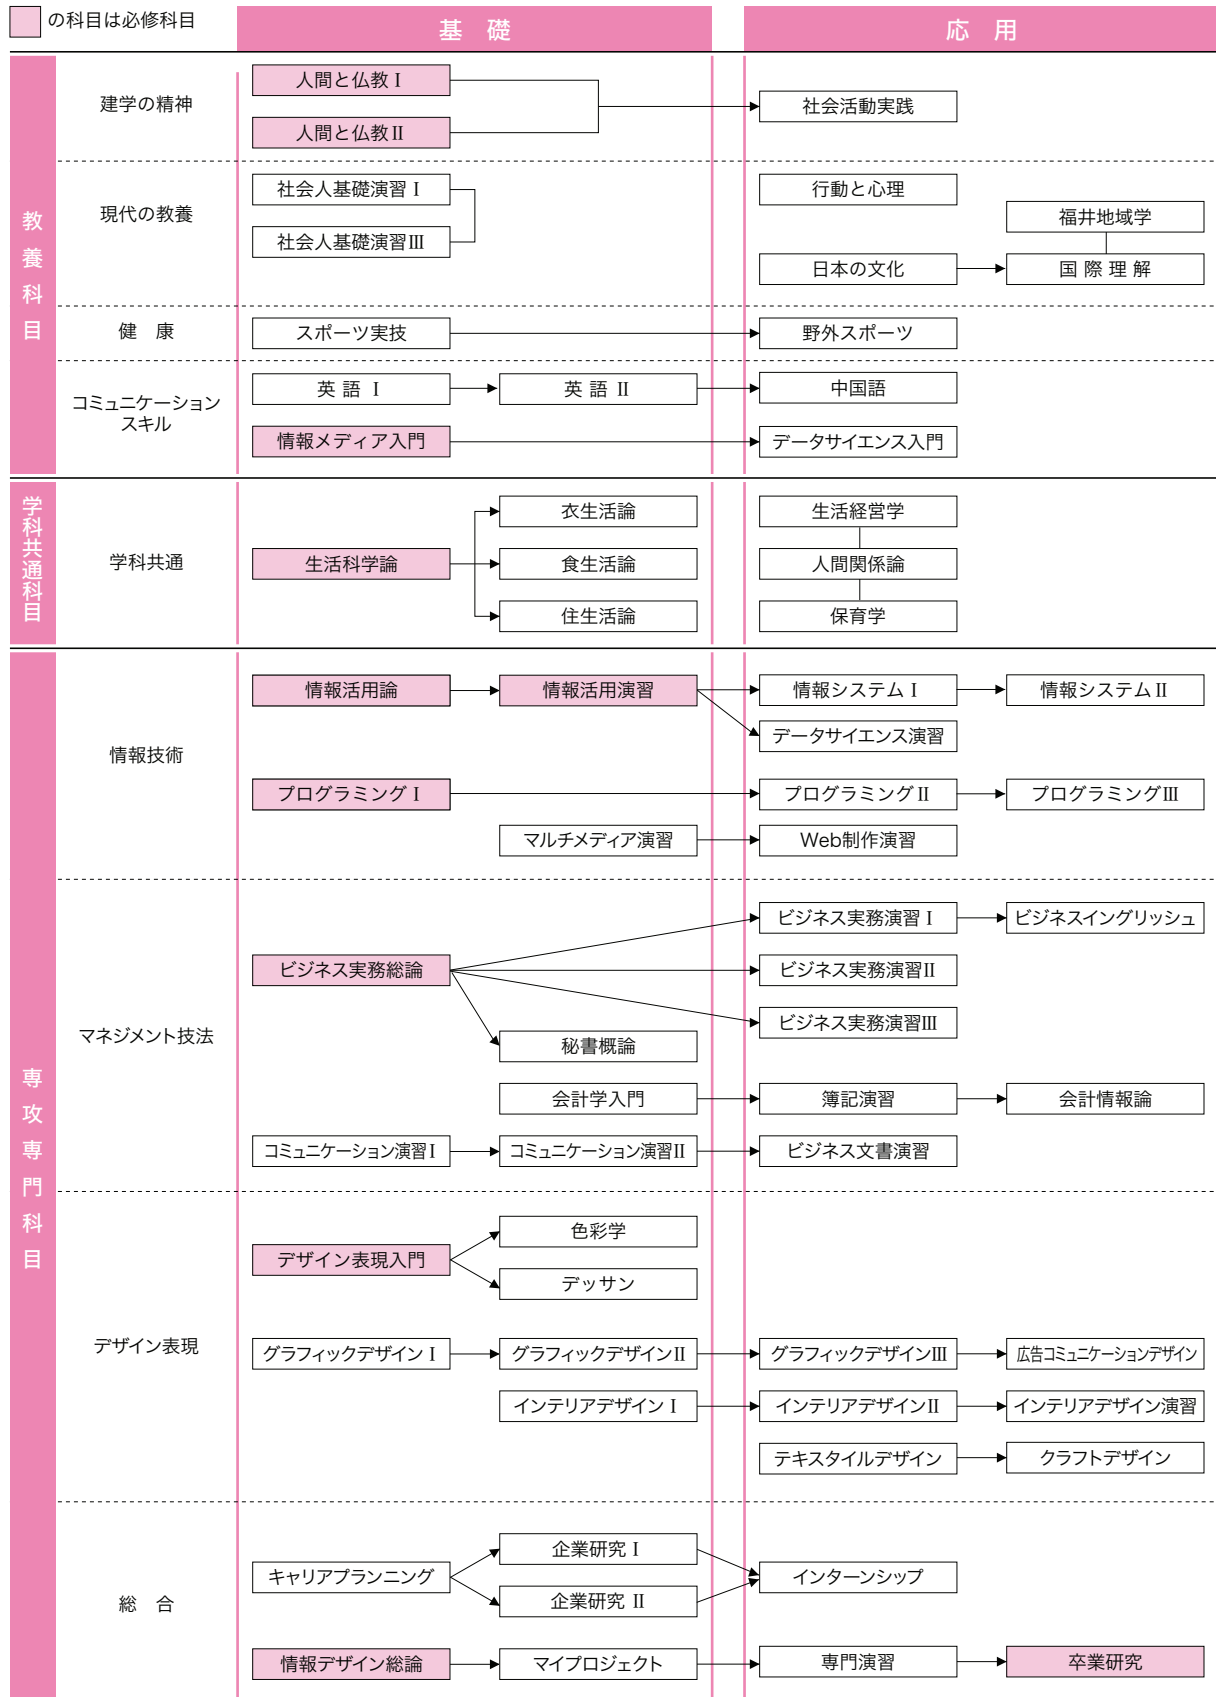 の科目は必修科目
基 礎
応 用
教養科目
建学の精神
人間と仏教 I
人間と仏教 II
社会活動実践
現代の教養
社会人基礎演習 I
社会人基礎演習III
行動と心理
福井地域学
日本の文化
国 際 理 解
健 康
スポーツ実技
野外スポーツ
コミュニケーション
スキル
英 語 I
英 語 II
中国語
情報メディア入門
データサイエンス入門
学科共通科目
学科共通
生活科学論
衣生活論
食生活論
住生活論
生活経営学
人間関係論
保育学
専攻専門科目
情報技術
情報活用論
情報活用演習
情報システム I
情報システム II
データサイエンス演習
プログラミング I
プログラミング II
プログラミングIII
マルチメディア演習
Web制作演習
マネジメント技法
ビジネス実務総論
ビジネス実務演習 I
ビジネスイングリッシュ
ビジネス実務演習II
ビジネス実務演習III
秘書概論
会計学入門
簿記演習
会計情報論
コミュニケーション演習 I
コミュニケーション演習II
ビジネス文書演習
デザイン表現
デザイン表現入門
色彩学
デッサン
グラフィックデザイン I
グラフィックデザインII
グラフィックデザインIII
広告コミュニケーションデザイン
インテリアデザイン I
インテリアデザインII
インテリアデザイン演習
テキスタイルデザイン
クラフトデザイン
総 合
キャリアプランニング
企業研究 I
企業研究 II
インターンシップ
情報デザイン総論
マイプロジェクト
専門演習
卒業研究